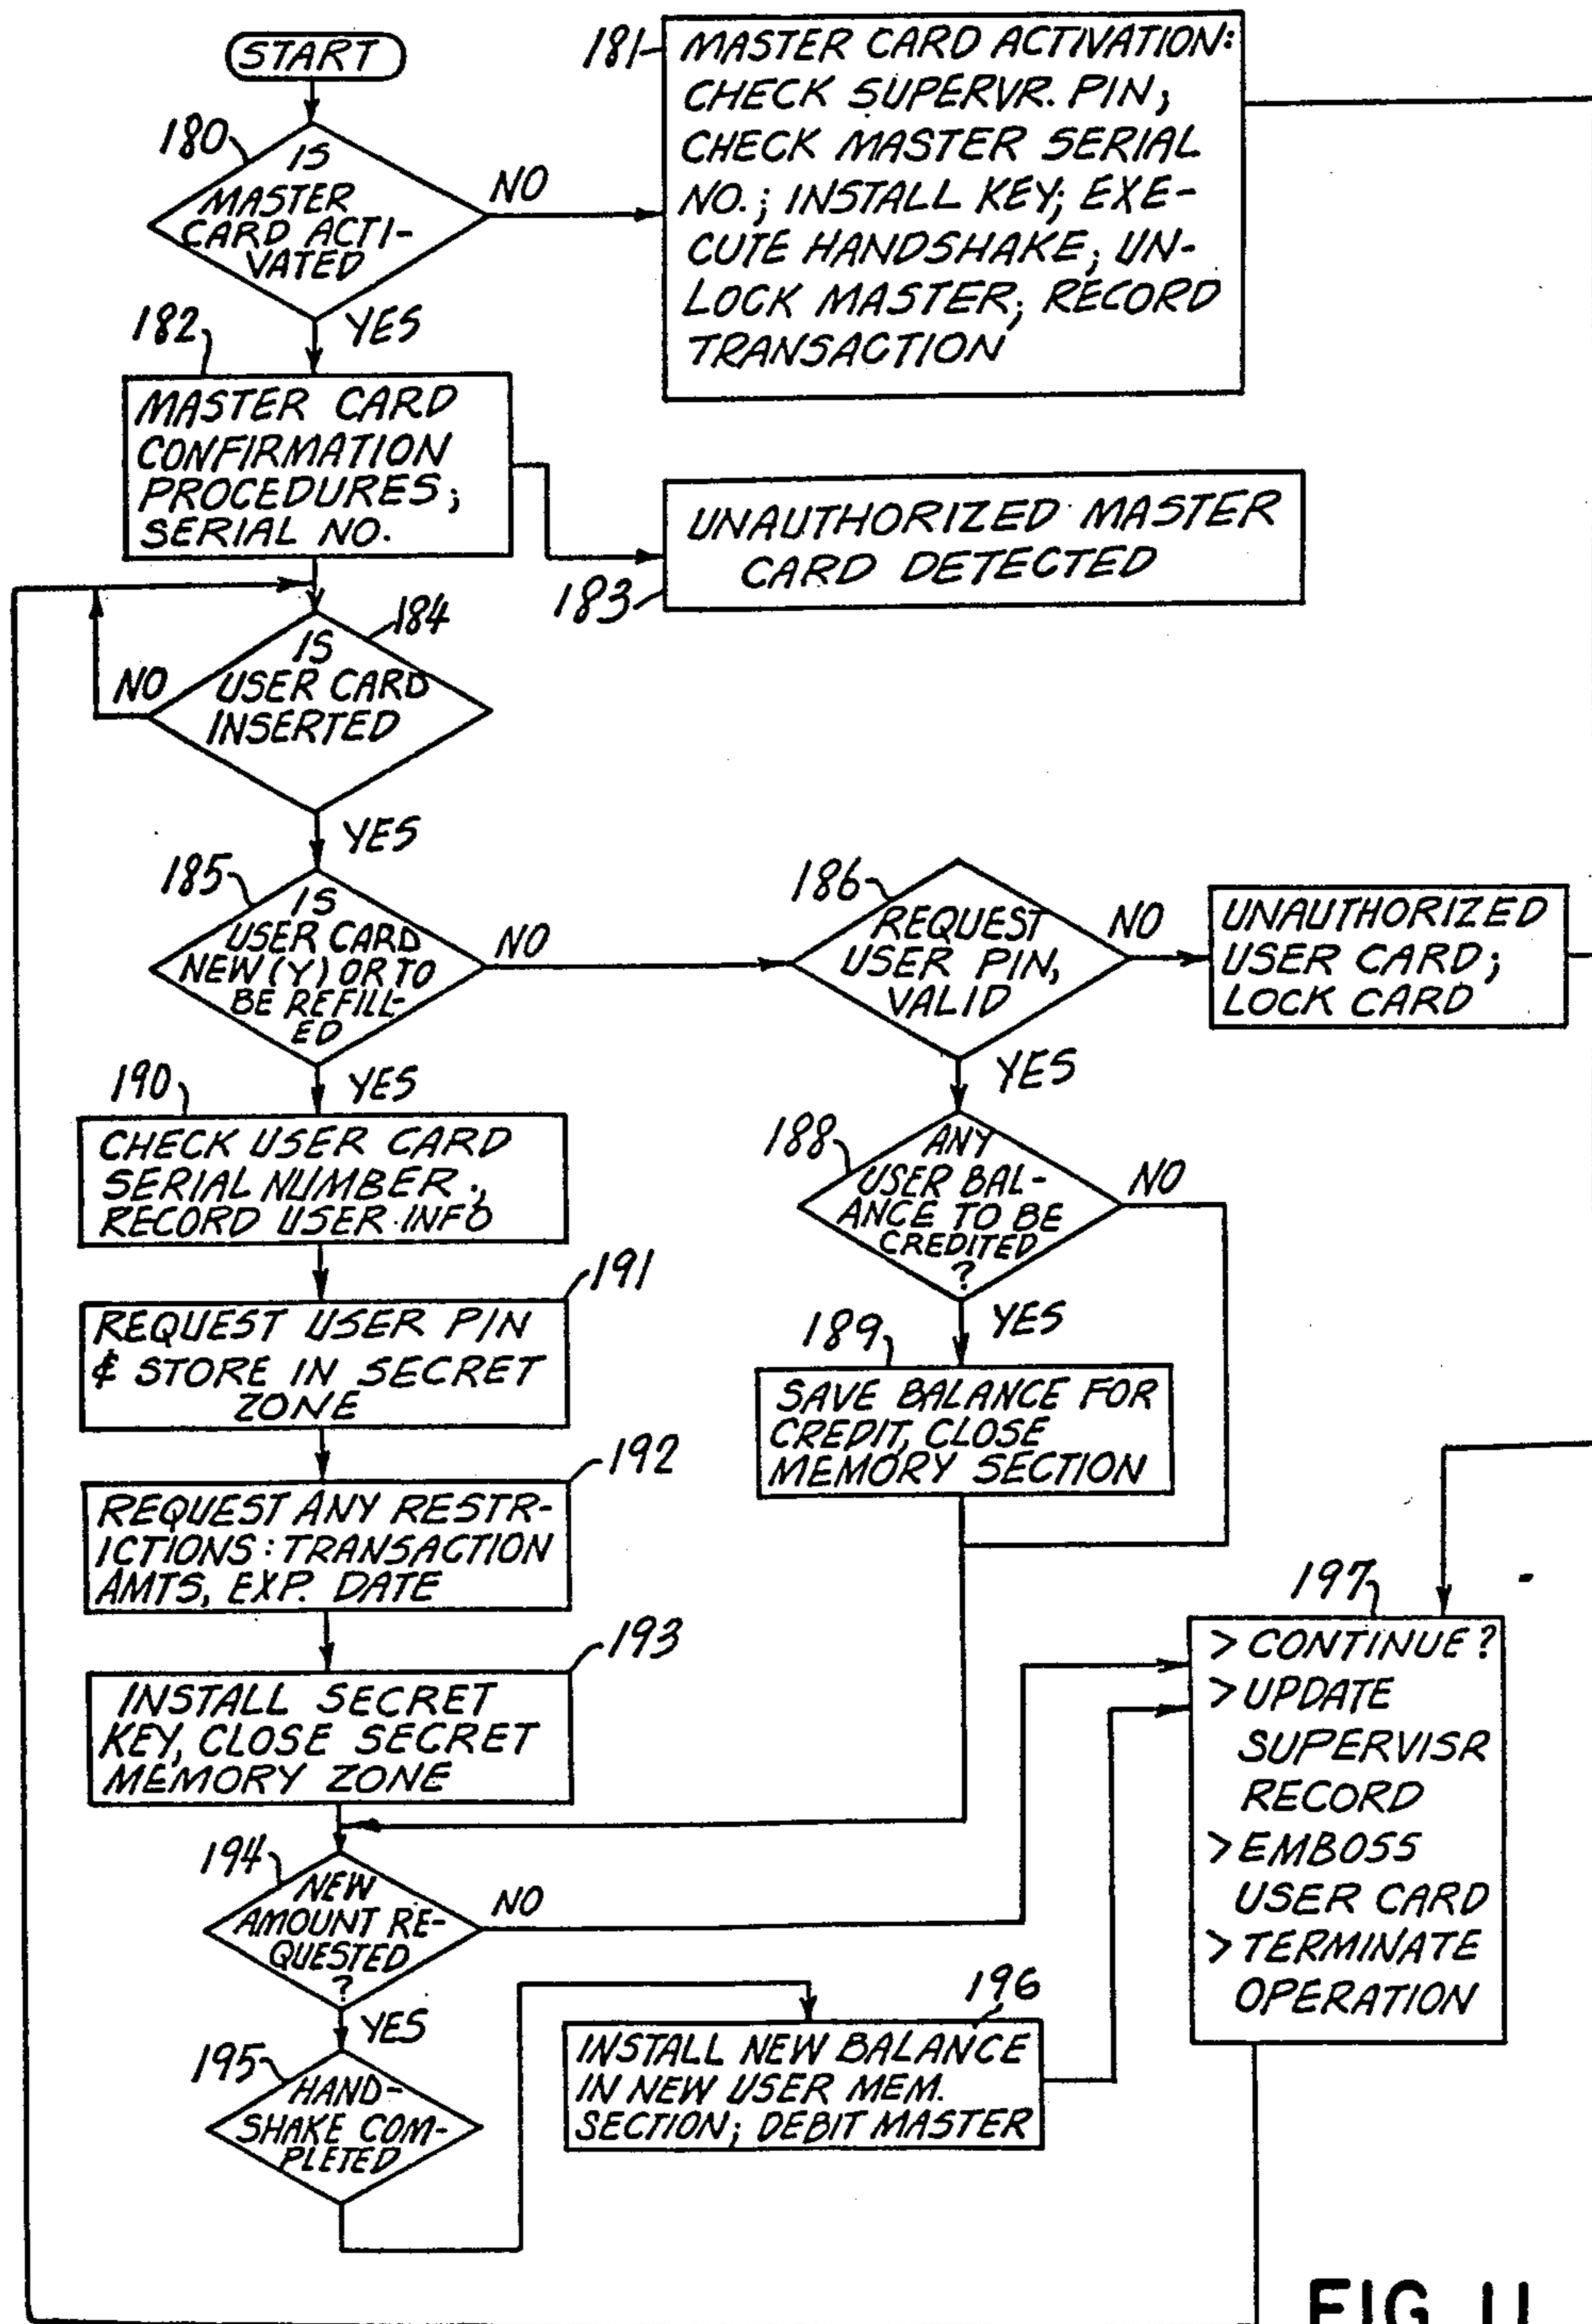 START
180
IS
MASTER
CARD ACTI-
VATED
NO
YES
181
MASTER CARD ACTIVATION:
CHECK SUPERVR. PIN;
CHECK MASTER SERIAL
NO.; INSTALL KEY; EXE-
CUTE HANDSHAKE; UN-
LOCK MASTER; RECORD
TRANSACTION
182
MASTER CARD
CONFIRMATION
PROCEDURES;
SERIAL NO.
183
UNAUTHORIZED MASTER
CARD DETECTED
184
IS
USER CARD
INSERTED
NO
YES
185
IS
USER CARD
NEW (Y) OR TO
BE REFILL-
ED
NO
YES
186
REQUEST
USER PIN,
VALID
NO
YES
UNAUTHORIZED
USER CARD;
LOCK CARD
188
ANY
USER BAL-
ANCE TO BE
CREDITED
?
NO
YES
189
SAVE BALANCE FOR
CREDIT, CLOSE
MEMORY SECTION
190
CHECK USER CARD
SERIAL NUMBER;
RECORD USER INFO
191
REQUEST USER PIN
& STORE IN SECRET
ZONE
192
REQUEST ANY RESTR-
ICTIONS: TRANSACTION
AMTS, EXP. DATE
193
INSTALL SECRET
KEY, CLOSE SECRET
MEMORY ZONE
194
NEW
AMOUNT RE-
QUESTED
?
NO
YES
195
HAND-
SHAKE COM-
PLETED
196
INSTALL NEW BALANCE
IN NEW USER MEM.
SECTION; DEBIT MASTER
197
> CONTINUE?
> UPDATE
SUPERVISR
RECORD
> EMBOSS
USER CARD
> TERMINATE
OPERATION
FIG. 11